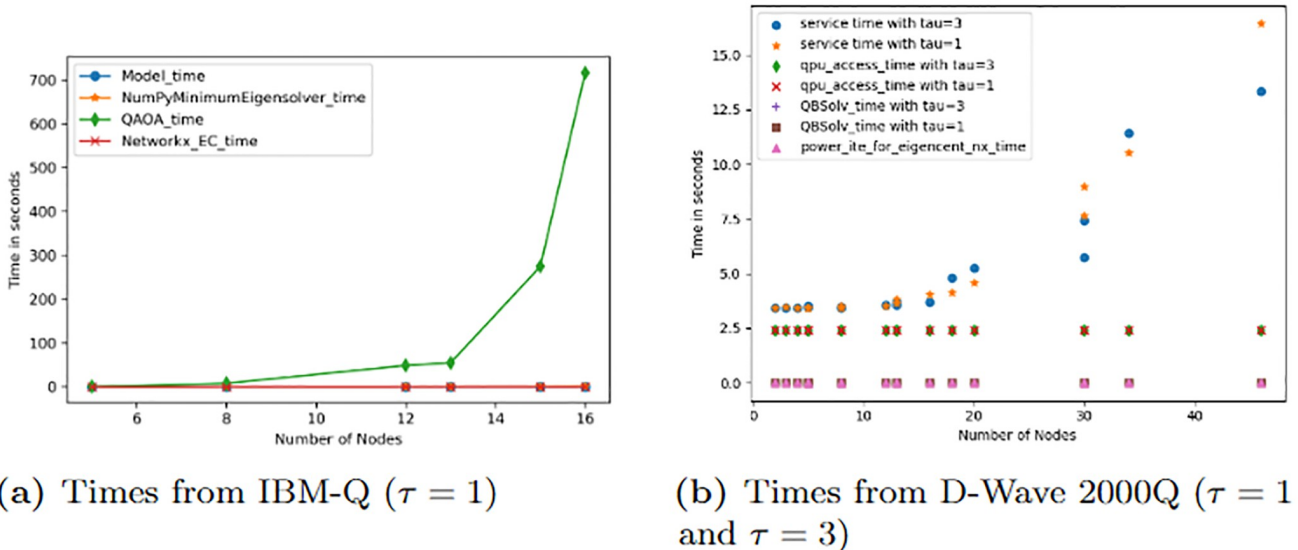 Model_time
NumPyMinimumEigensolver_time
QAOA_time
Networkx_EC_time
Time in seconds
700
600
500
400
300
200
100
0
6 8 10 12 14 16
Number of Nodes
(a) Times from IBM-Q (τ = 1)
service time with tau=3
service time with tau=1
qpu_access_time with tau=3
qpu_access_time with tau=1
QBSolv_time with tau=3
QBSolv_time with tau=1
power_ite_for_eigencent_nx_time
Time in seconds
15.0
12.5
10.0
7.5
5.0
2.5
0.0
0 10 20 30 40
Number of Nodes
(b) Times from D-Wave 2000Q (τ = 1
and τ = 3)